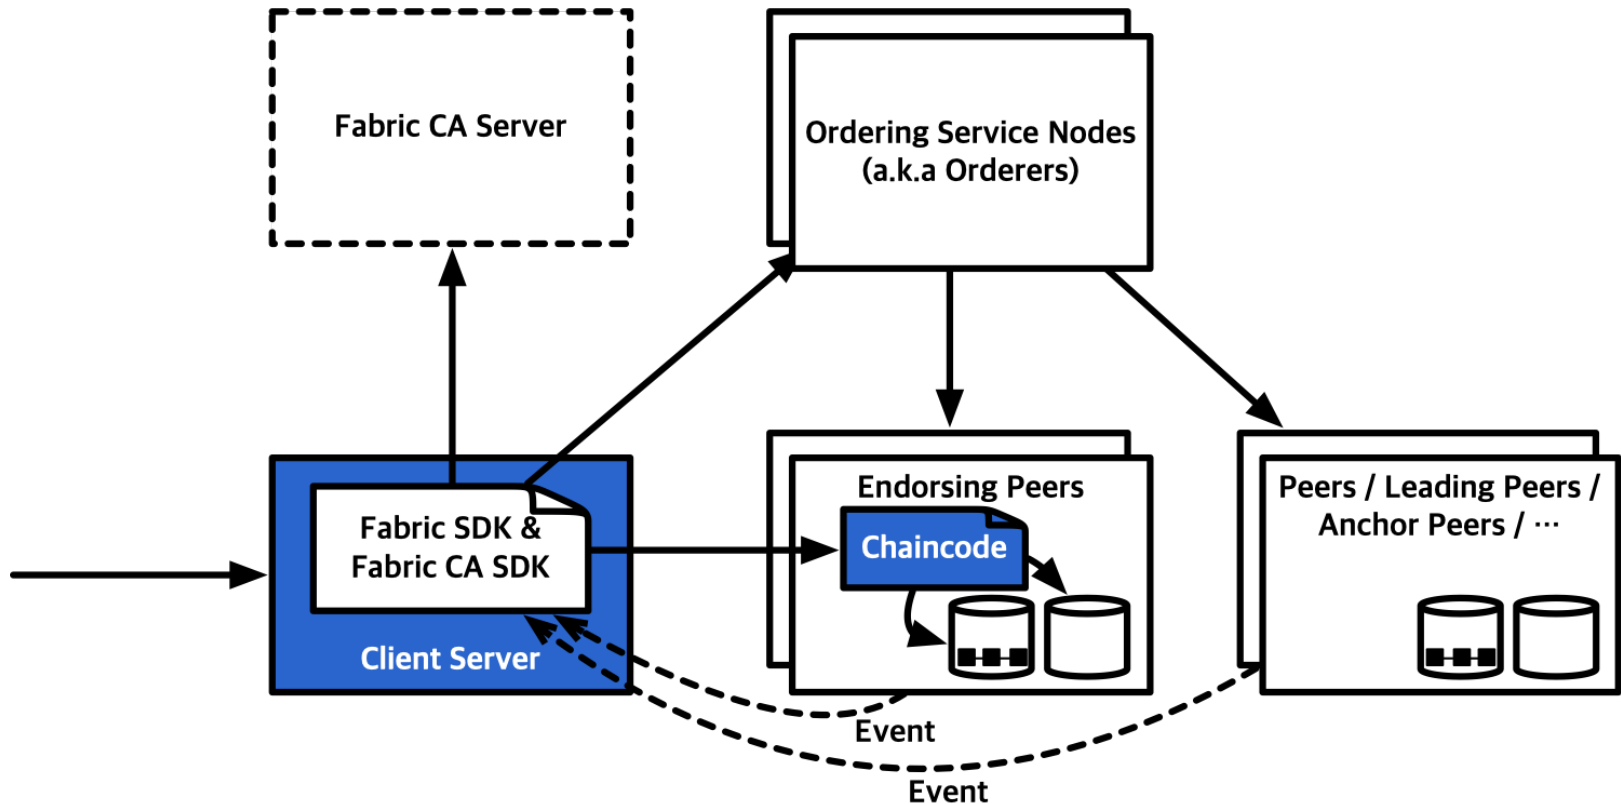 Fabric CA Server
Ordering Service Nodes
(a.k.a Orderers)
Fabric SDK &
Fabric CA SDK
Client Server
Endorsing Peers
Chaincode
Peers / Leading Peers /
Anchor Peers / ···
Event
Event